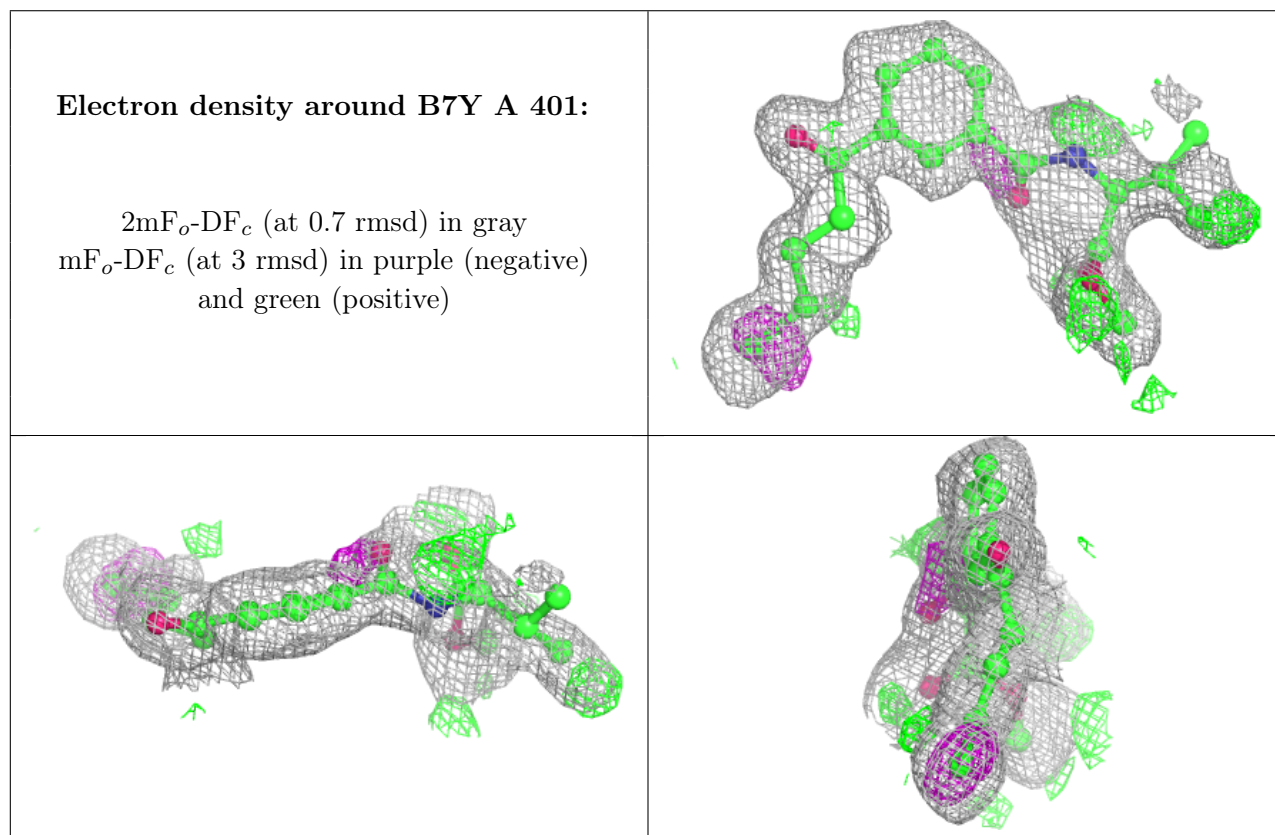 Electron density around B7Y A 401:
2mFo-DFc (at 0.7 rmsd) in gray
mFo-DFc (at 3 rmsd) in purple (negative)
and green (positive)